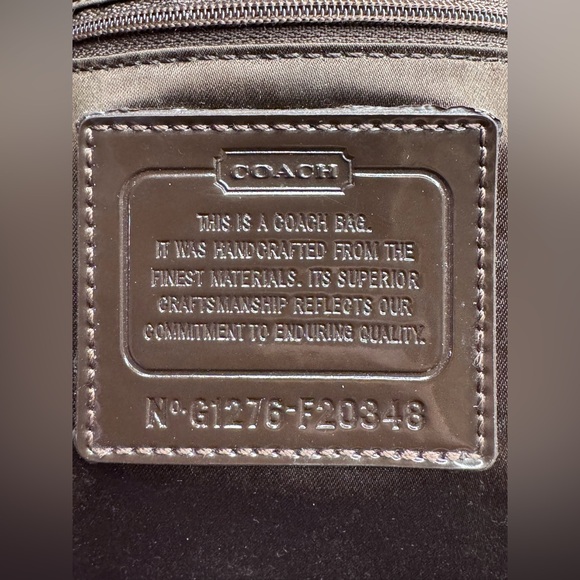 COACH
THIS IS A COACH BAG.
IT WAS HANDCRAFTED FROM THE
FINEST MATERIALS. ITS SUPERIOR
CRAFTSMANSHIP REFLECTS OUR
COMMITMENT TO ENDURING QUALITY.
No. G1276-F20848